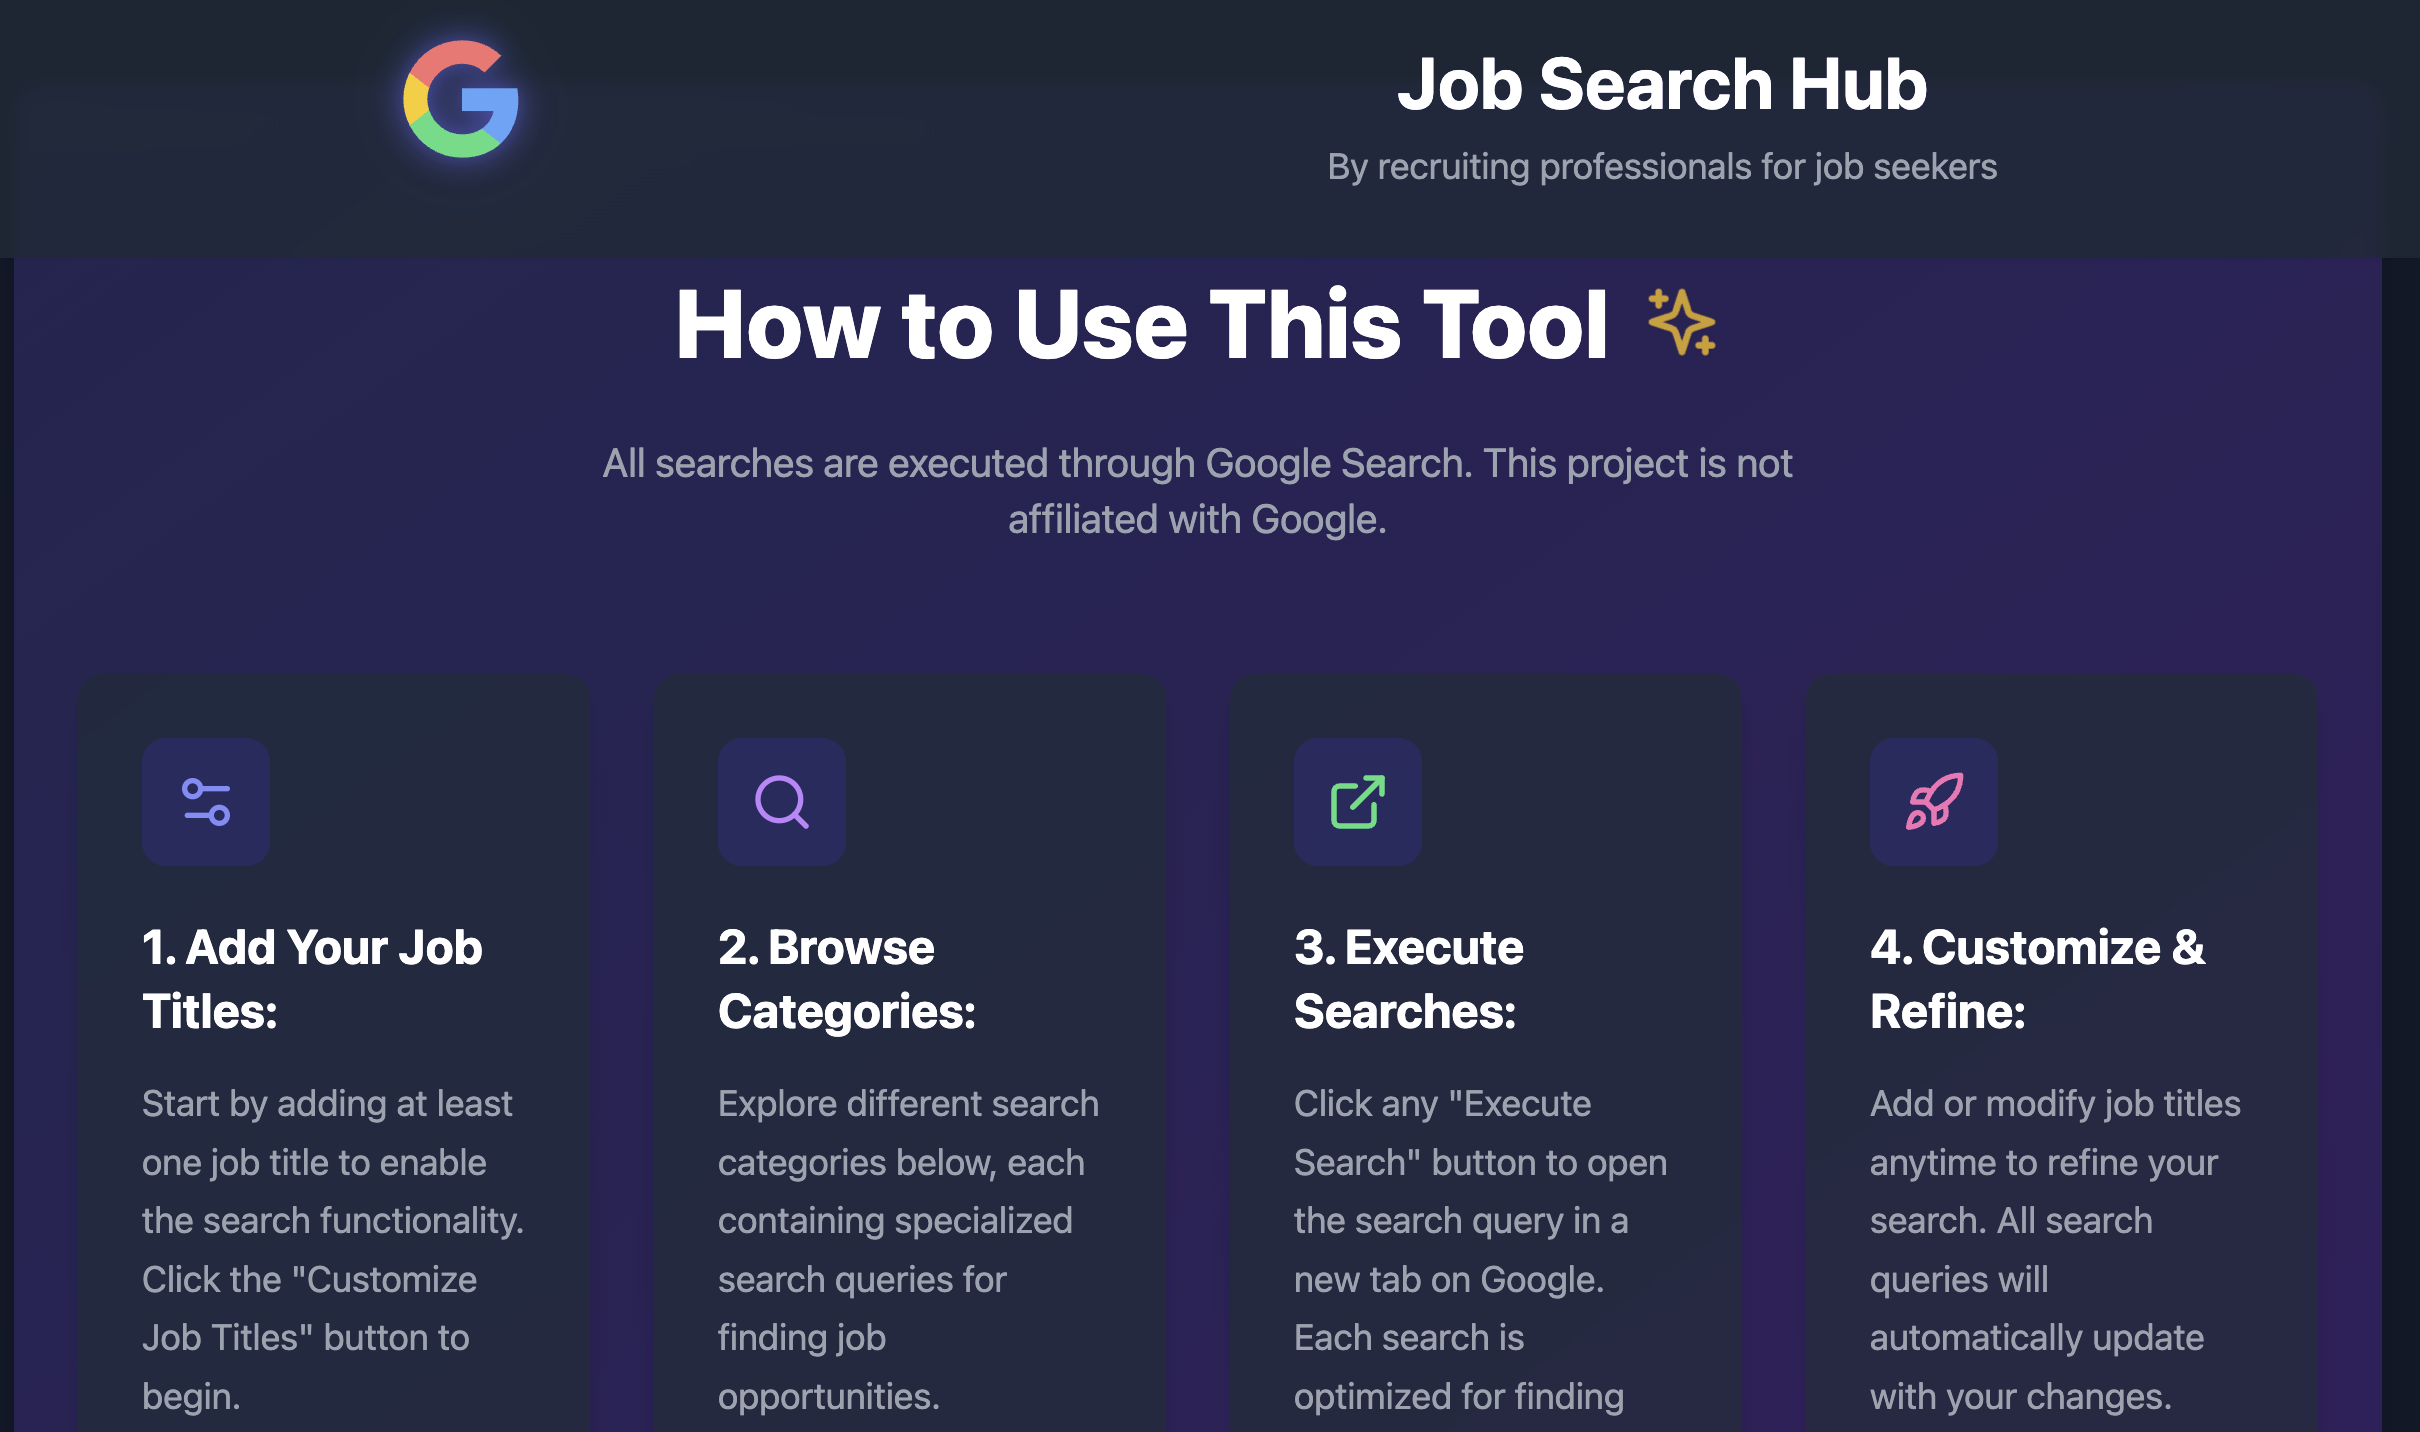 Job Search Hub
By recruiting professionals for job seekers
How to Use This Tool
All searches are executed through Google Search. This project is not
affiliated with Google.
1. Add Your Job
Titles:
Start by adding at least
one job title to enable
the search functionality.
Click the "Customize
Job Titles" button to
begin.
2. Browse
Categories:
Explore different search
categories below, each
containing specialized
search queries for
finding job
opportunities.
3. Execute
Searches:
Click any "Execute
Search" button to open
the search query in a
new tab on Google.
Each search is
optimized for finding
4. Customize &
Refine:
Add or modify job titles
anytime to refine your
search. All search
queries will
automatically update
with your changes.